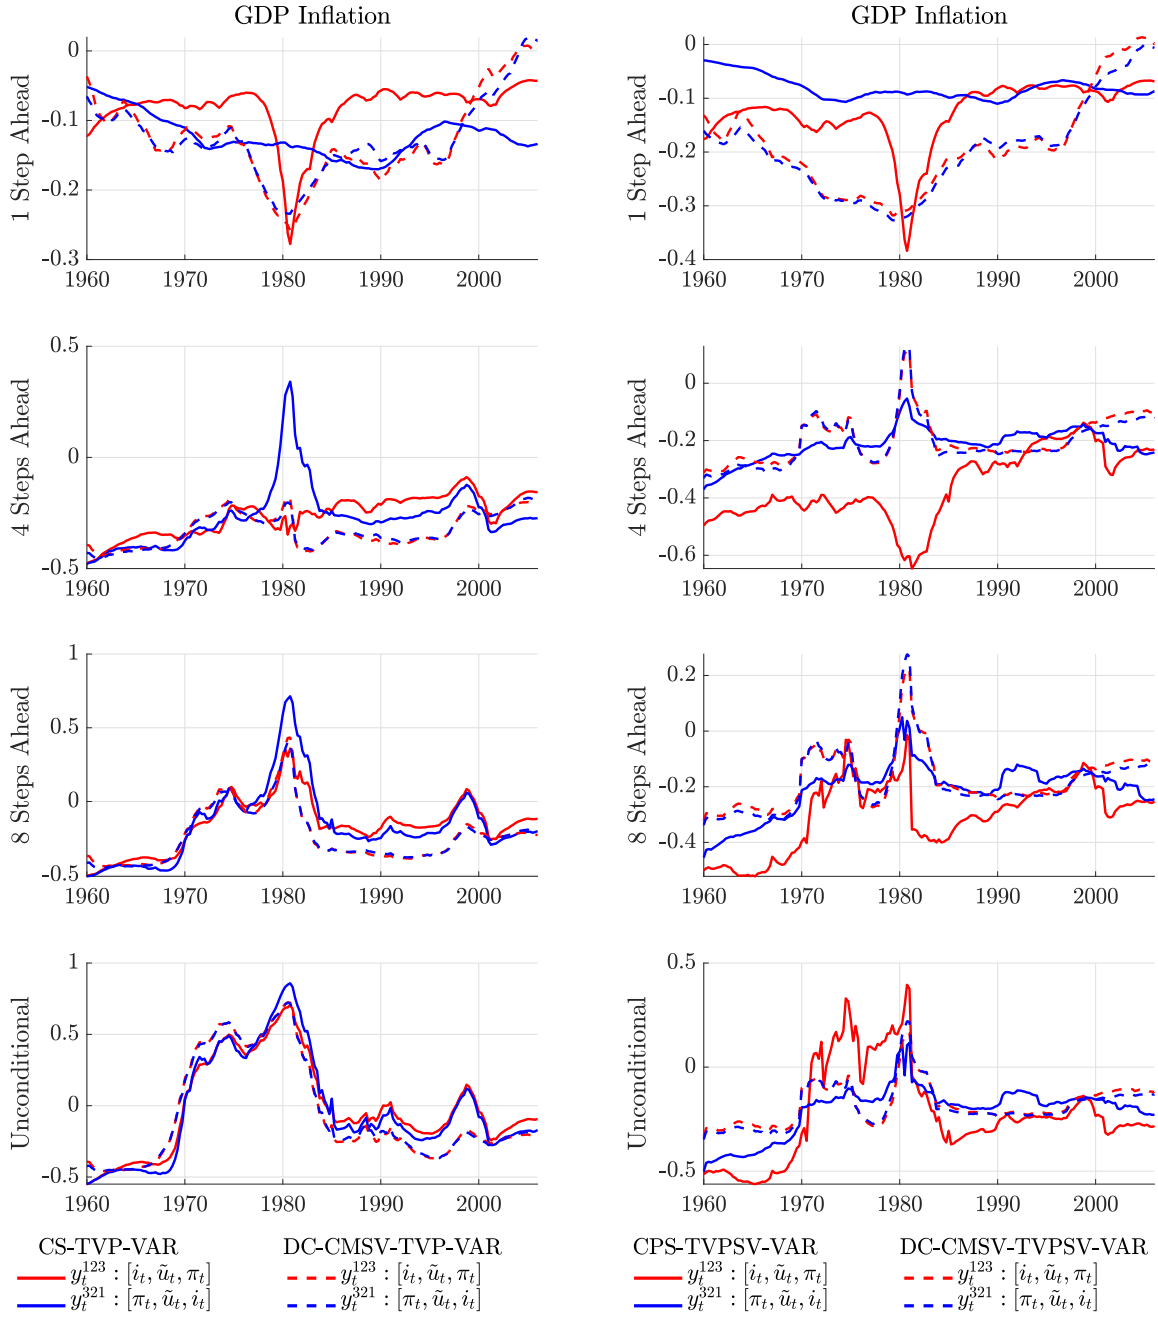 GDP Inflation
GDP Inflation
1 Step Ahead
0
-0.1
-0.2
-0.3
1960 1970 1980 1990 2000
1 Step Ahead
0
-0.1
-0.2
-0.3
-0.4
1960 1970 1980 1990 2000
4 Steps Ahead
0.5
0
-0.5
1960 1970 1980 1990 2000
4 Steps Ahead
0
-0.2
-0.4
-0.6
1960 1970 1980 1990 2000
8 Steps Ahead
1
0.5
0
-0.5
1960 1970 1980 1990 2000
8 Steps Ahead
0.2
0
-0.2
-0.4
1960 1970 1980 1990 2000
Unconditional
1
0.5
0
-0.5
1960 1970 1980 1990 2000
Unconditional
0.5
0
-0.5
1960 1970 1980 1990 2000
CS-TVP-VAR
y_t^{123} : [i_t, ũ_t, π_t]
y_t^{321} : [π_t, ũ_t, i_t]
DC-CMSV-TVP-VAR
y_t^{123} : [i_t, ũ_t, π_t]
y_t^{321} : [π_t, ũ_t, i_t]
CPS-TVPSV-VAR
y_t^{123} : [i_t, ũ_t, π_t]
y_t^{321} : [π_t, ũ_t, i_t]
DC-CMSV-TVPSV-VAR
y_t^{123} : [i_t, ũ_t, π_t]
y_t^{321} : [π_t, ũ_t, i_t]